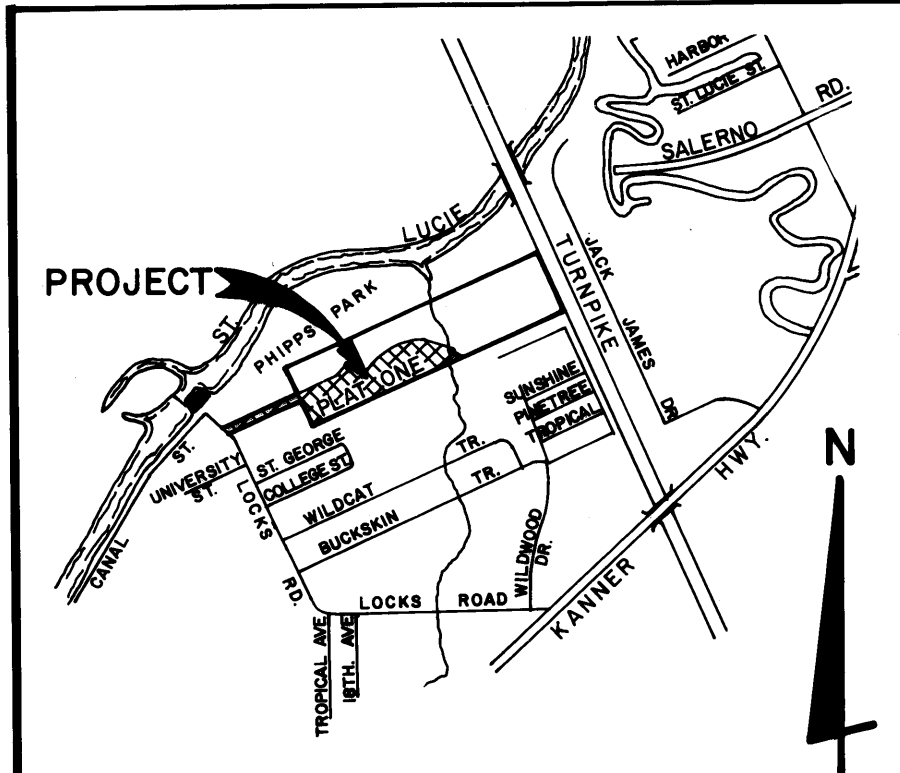 HARBOR
ST. LUCIE ST.
SALERNO RD.
ST. LUCIE
PROJECT
PHIPPS PARK
TURNPIKE
JACK JAMES DR.
PLAT ONE
SUNSHINE
PINETREE
TROPICAL
ST.
UNIVERSITY ST.
ST. GEORGE
COLLEGE ST.
LOCKS RD.
WILDCAT TR.
BUCKSKIN TR.
CANAL
WILDWOOD DR.
LOCKS ROAD
KANNER HWY.
TROPICAL AVE
18TH. AVE
N